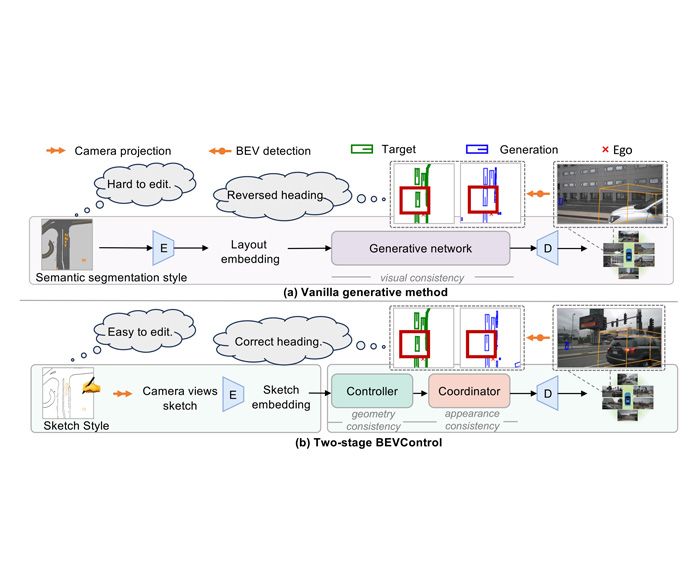 Camera projection
BEV detection
Target
Generation
× Ego
Hard to edit.
Reversed heading.
E
Layout
embedding
Generative network
D
Semantic segmentation style
visual consistency
(a) Vanilla generative method
Easy to edit.
Correct heading.
Camera views
sketch
E
Sketch
embedding
Controller
Coordinator
D
Sketch Style
geometry
consistency
appearance
consistency
(b) Two-stage BEVControl